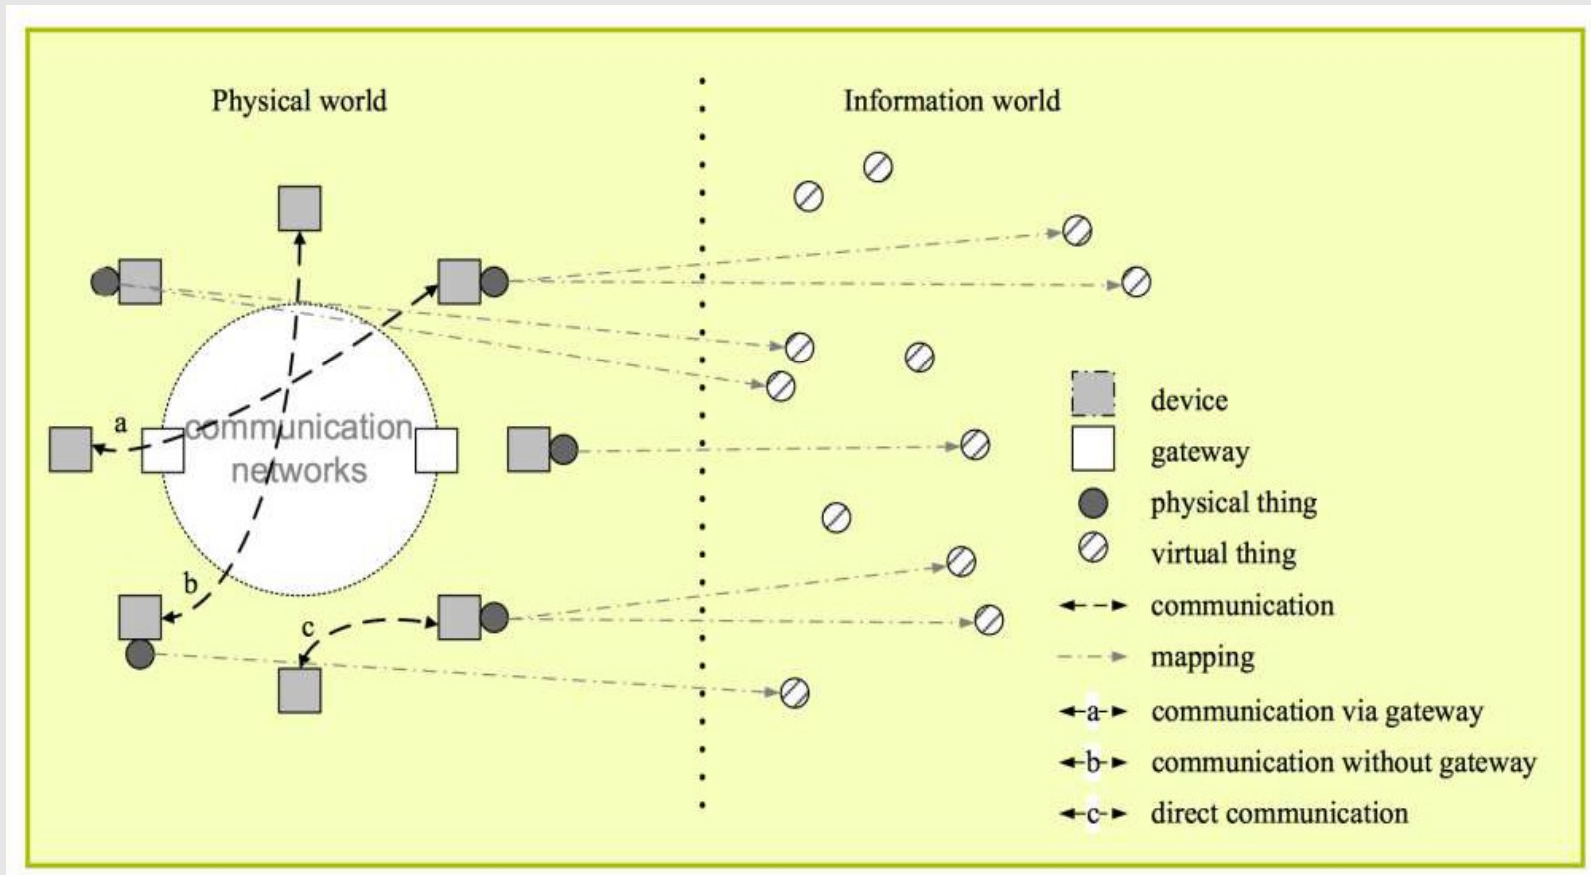 Physical world
Information world
a
communication
networks
b
c
device
gateway
physical thing
virtual thing
communication
mapping
a communication via gateway
b communication without gateway
c direct communication